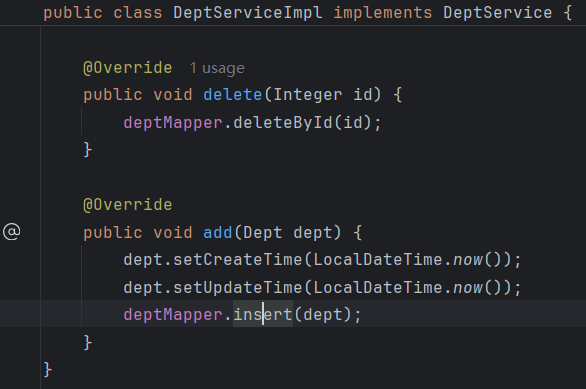 public class DeptServiceImpl implements DeptService {
@Override 1 usage
public void delete(Integer id) {
deptMapper.deleteById(id);
}
@Override
@
public void add(Dept dept) {
dept.setCreateTime(LocalDateTime.now());
dept.setUpdateTime(LocalDateTime.now());
deptMapper.insert(dept);
}
}